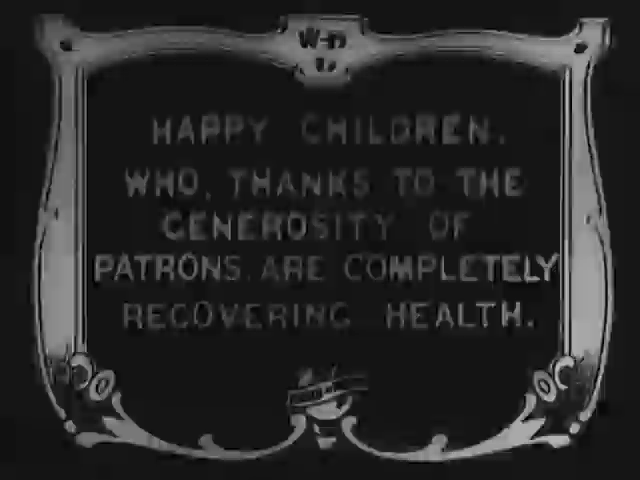 HAPPY CHILDREN.
WHO, THANKS TO THE
GENEROSITY OF
PATRONS, ARE COMPLETELY
RECOVERING HEALTH.